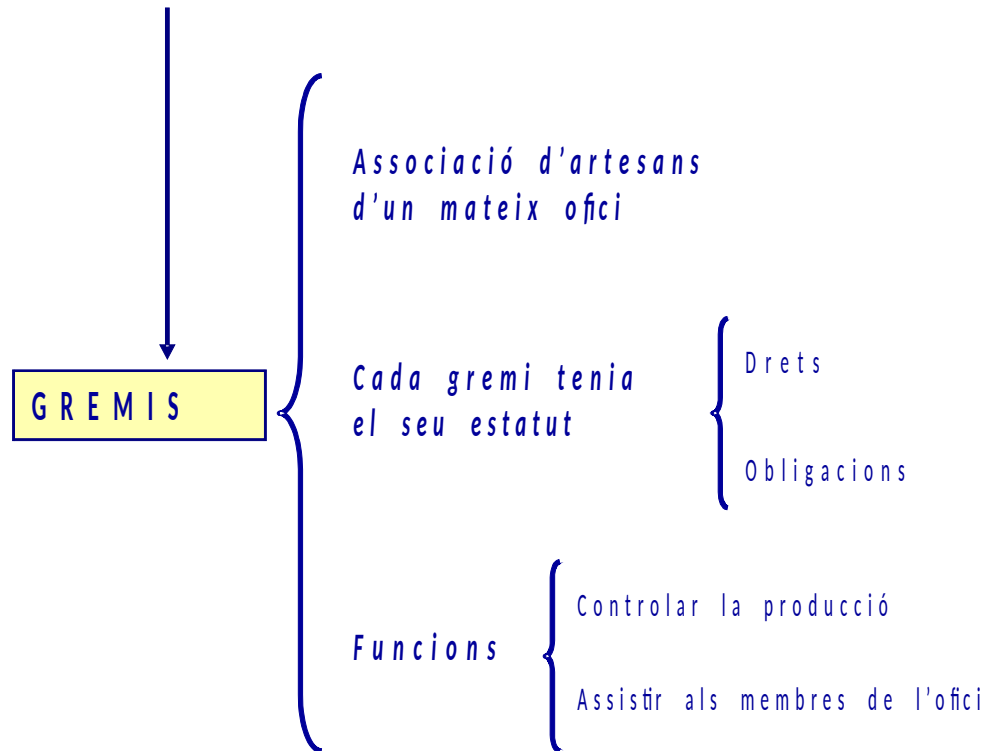 GREMIS
Associació d’artesans
d’un mateix ofici
Cada gremi tenia
el seu estatut
Drets
Obligacions
Funcions
Controlar la producció
Assistir als membres de l’ofici